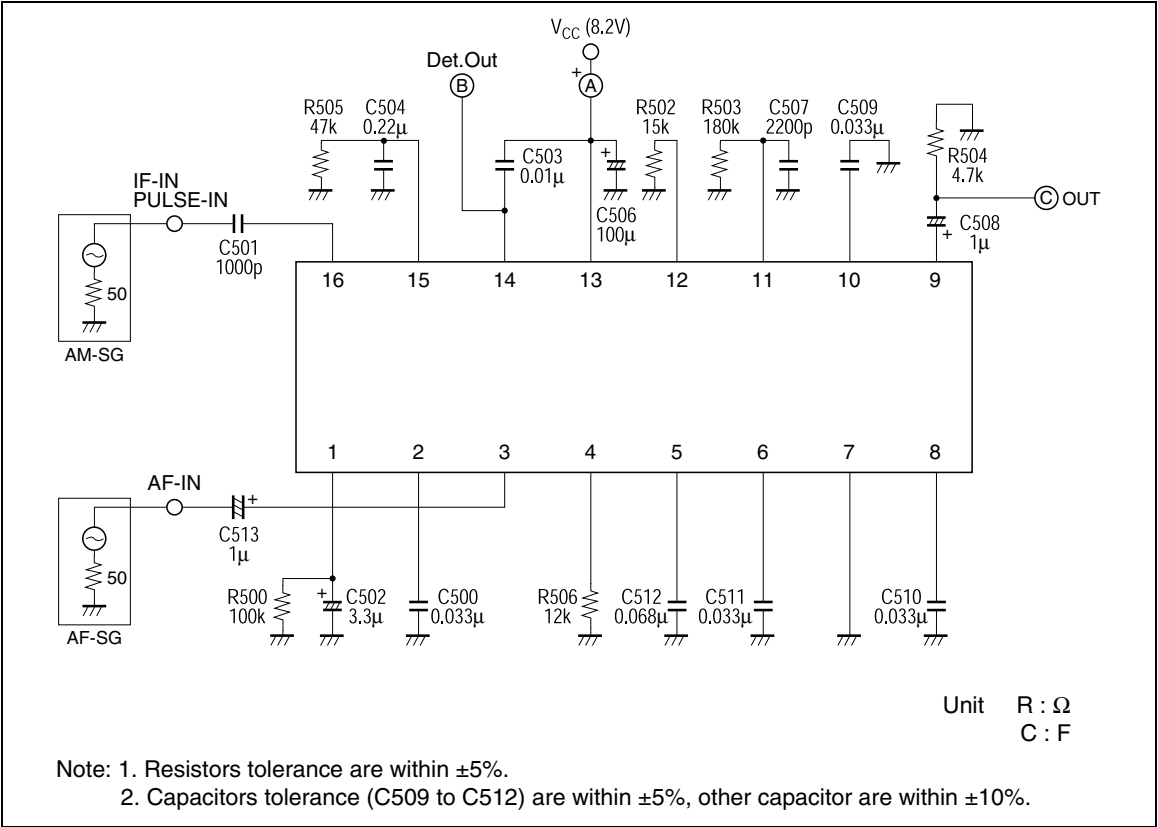 V_CC (8.2V)
Det.Out
B
+
A
R505
47k
C504
0.22µ
C503
0.01µ
+
C506
100µ
R502
15k
R503
180k
C507
2200p
C509
0.033µ
R504
4.7k
C OUT
C508
1µ
+
IF-IN
PULSE-IN
C501
1000p
50
AM-SG
16 15 14 13 12 11 10 9
1 2 3 4 5 6 7 8
AF-IN
+
C513
1µ
50
AF-SG
R500
100k
+
C502
3.3µ
C500
0.033µ
R506
12k
C512
0.068µ
C511
0.033µ
C510
0.033µ
Unit R : Ω
C : F
Note: 1. Resistors tolerance are within ±5%.
2. Capacitors tolerance (C509 to C512) are within ±5%, other capacitor are within ±10%.